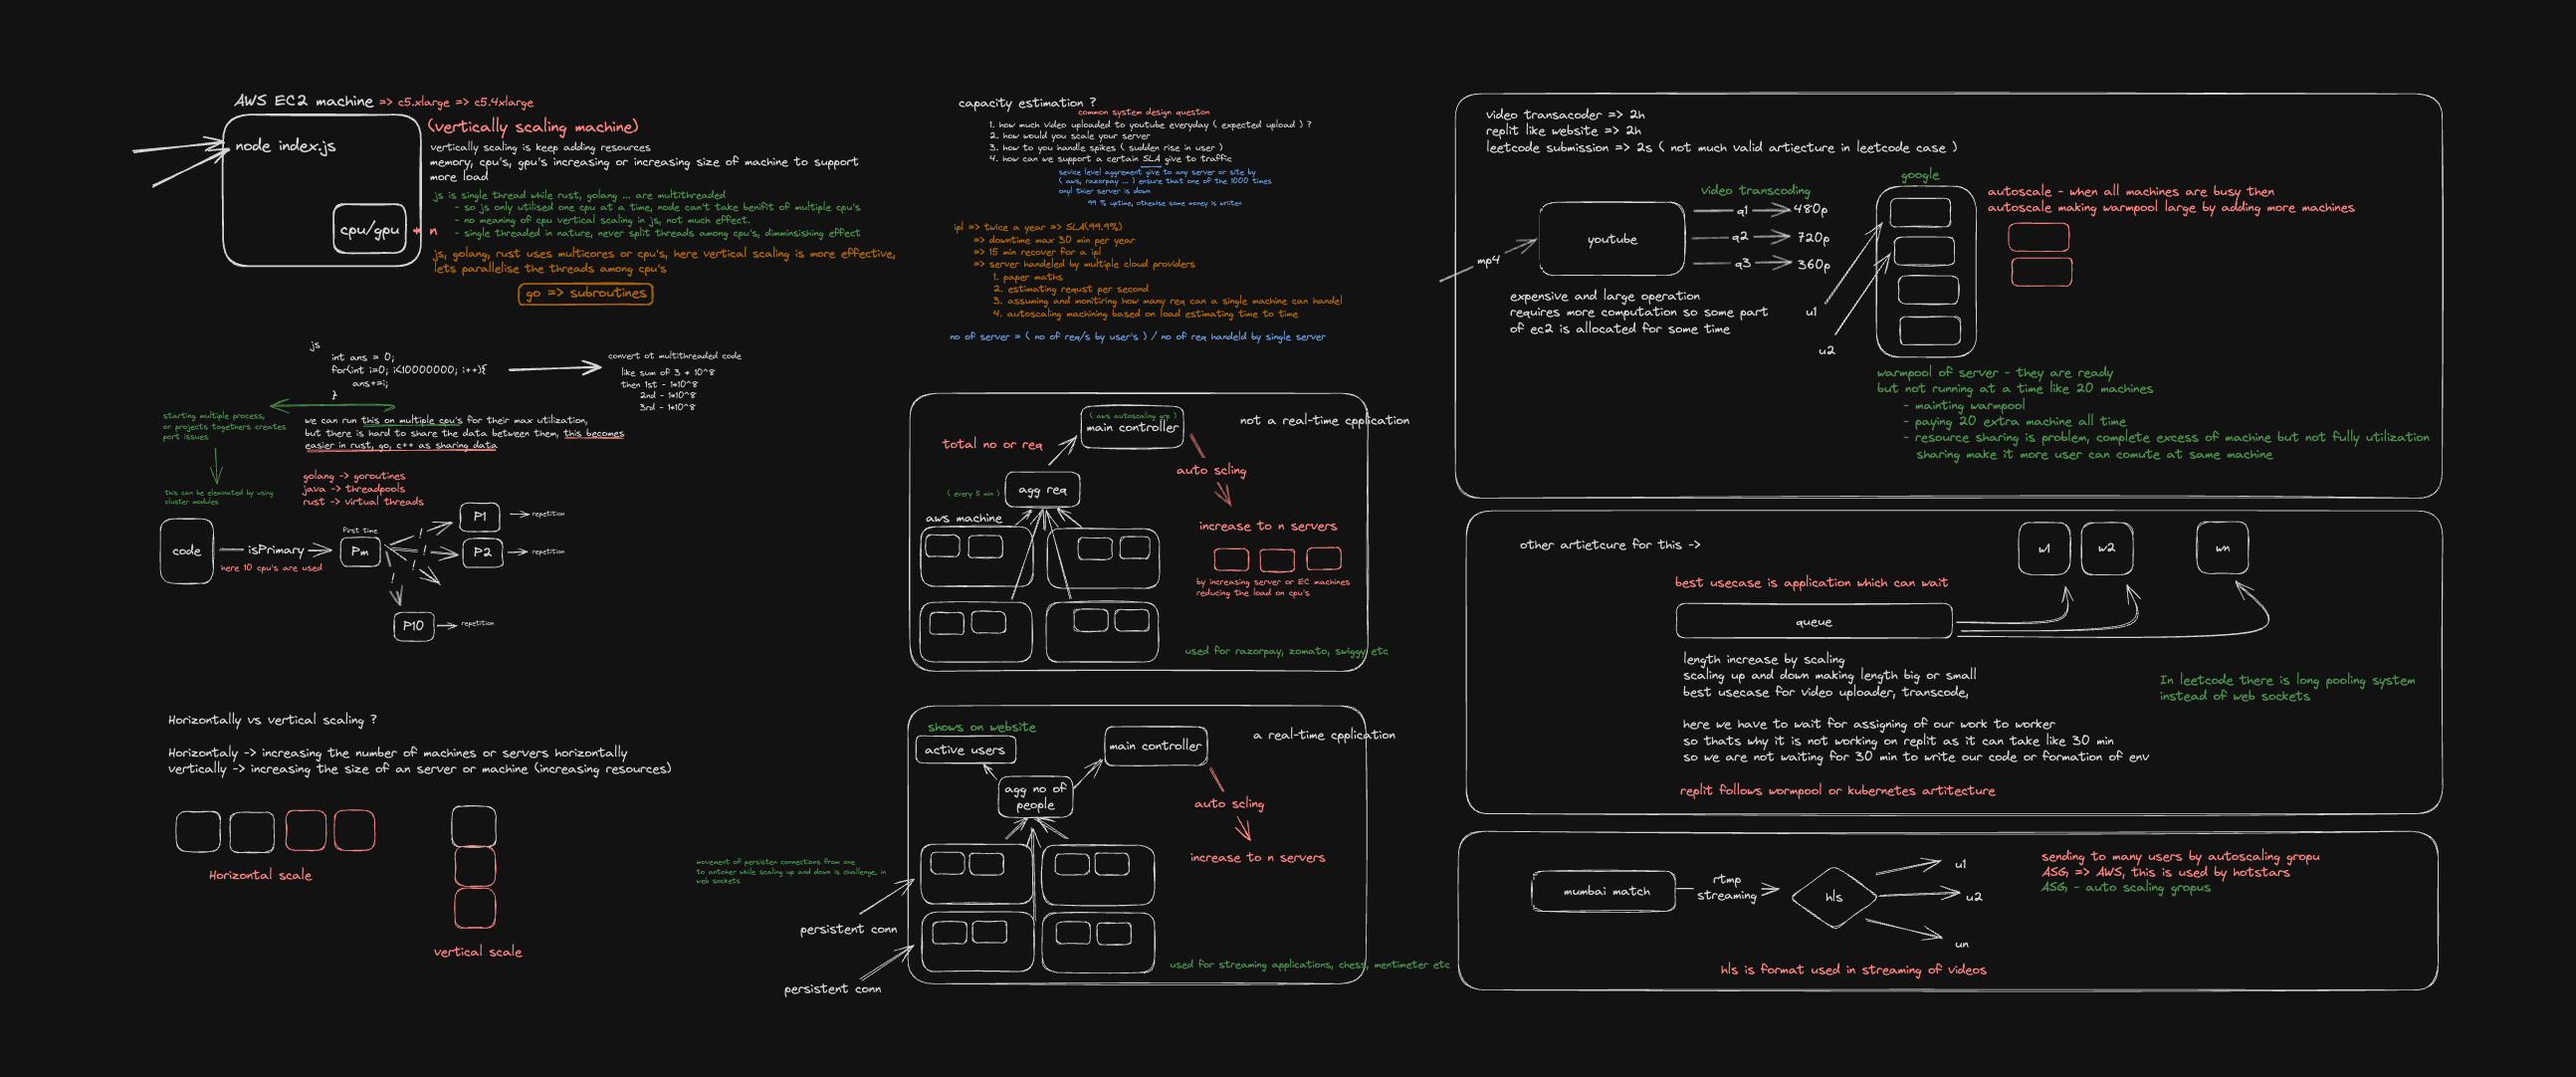 AWS EC2 machine => c5.xlarge => c5.4xlarge
node index.js
cpu/gpu * n
(vertically scaling machine)
vertically scaling is keep adding resources
memory, cpu's, gpu's increasing or increasing size of machine to support
more load
js is single thread while rust, golang ... are multithreaded
- so js only utilised one cpu at a time, node can't take benifit of multiple cpu's
- no meaning of cpu vertical scaling in js, not much effect.
- single threaded in nature, never split threads among cpu's, dimminsishing effect
js, golang, rust uses multicores or cpu's, here vertical scaling is more effective,
lets parallelise the threads among cpu's
go => subroutines
js
int ans = 0;
for(int i=0; i<10000000; i++){
ans+=i;
}
convert ot multithreaded code
like sum of 3 * 10^8
then 1st - 1*10^8
2nd - 1*10^8
3rd - 1*10^8
starting multiple process,
or projects togethers creates
port issues
we can run this on multiple cpu's for their max utilization,
but there is hard to share the data between them, this becomes
easier in rust, go, c++ as sharing data
this can be eleminated by using
cluster modules
golang -> goroutines
java -> threadpools
rust -> virtual threads
code
isPrimary
here 10 cpu's are used
first time
Pm
! ! ! !
P1
repetition
P2
repetition
P10
repetition
Horizontally vs vertical scaling ?
Horizontaly -> increasing the number of machines or servers horizontally
vertically -> increasing the size of an server or machine (increasing resources)
Horizontal scale
vertical scale
capacity estimation ?
common system design queston
1. how much video uploaded to youtube everyday ( expected upload ) ?
2. how would you scale your server
3. how to you handle spikes ( sudden rise in user )
4. how can we support a certain SLA give to traffic
sevice level aggrement give to any server or site by
( aws, razorpay ... ) ensure that one of the 1000 times
onyl thier server is down
99 % uptime, othewise some money is writen
ipl => twice a year => SLA(99.9%)
=> downtime max 30 min per year
=> 15 min recover for a ipl
=> server handeled by multiple cloud providers
1. paper maths
2. estimating requst per second
3. assuming and monitiring how many req can a single machine can handel
4. autoscaling machining based on load estimating time to time
no of server = ( no of req/s by user's ) / no of req handeld by single server
( aws autoscaling grp )
main controller
not a real-time cpplication
total no or req
auto scling
agg req
( every 5 min )
aws machine
increase to n servers
by increasing server or EC machines
reducing the load on cpu's
used for razorpay, zomato, swiggy etc
shows on website
active users
main controller
a real-time cpplication
agg no of
people
auto scling
increase to n servers
movement of persisten connections from one
to antoher while scaling up and down is challenge, in
web sockets
persistent conn
persistent conn
used for streaming applications, chess, mentimeter etc
video transacoder => 2h
replit like website => 2h
leetcode submission => 2s ( not much valid artiecture in leetcode case )
mp4
youtube
video transcoding
q1
480p
q2
720p
q3
360p
expensive and large operation
requires more computation so some part
of ec2 is allocated for some time
u1
u2
google
autoscale - when all machines are busy then
autoscale making warmpool large by adding more machines
warmpool of server - they are ready
but not running at a time like 20 machines
- mainting warmpool
- paying 20 extra machine all time
- resource sharing is problem, complete excess of machine but not fully utilization
sharing make it more user can comute at same machine
other artietcure for this ->
w1
w2
wn
best usecase is application which can wait
queue
length increase by scaling
scaling up and down making length big or small
best usecase for video uploader, transcode,
In leetcode there is long pooling system
instead of web sockets
here we have to wait for assigning of our work to worker
so thats why it is not working on replit as it can take like 30 min
so we are not waiting for 30 min to write our code or formation of env
replit follows wormpool or kubernetes artitecture
mumbai match
rtmp
streaming
hls
u1
u2
un
sending to many users by autoscaling gropu
ASG => AWS, this is used by hotstars
ASG - auto scaling gropus
hls is format used in streaming of videos